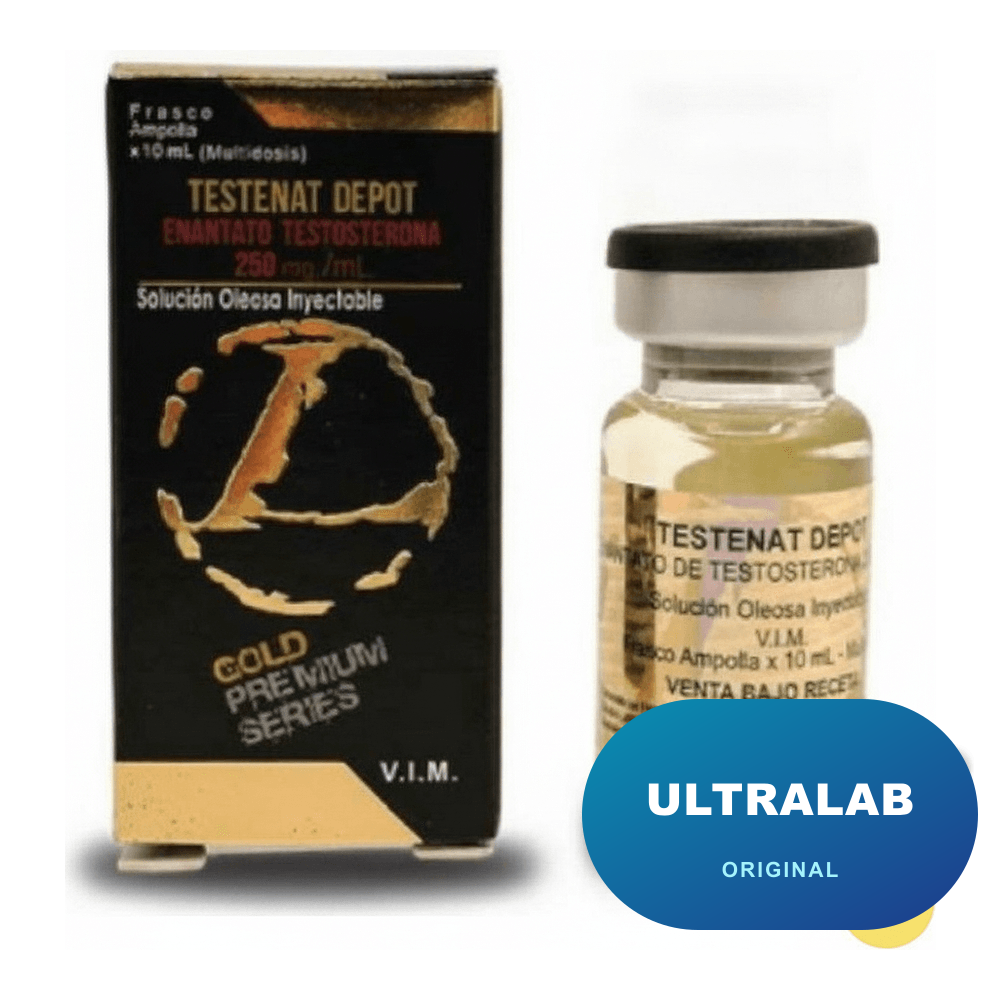 Frasco
Ampolla
x 10 mL (Multidosis)
TESTENAT DEPOT
ENANTATO TESTOSTERONA
250 mg./mL
Solución Oleosa Inyectable
GOLD
PREMIUM
SERIES
V.I.M.
TESTENAT DEPOT
ENANTATO DE TESTOSTERONA
Solución Oleosa Inyectable
V.I.M.
Frasco Ampolla x 10 mL - Mu
VENTA BAJO RECETA
ULTRALAB
ORIGINAL